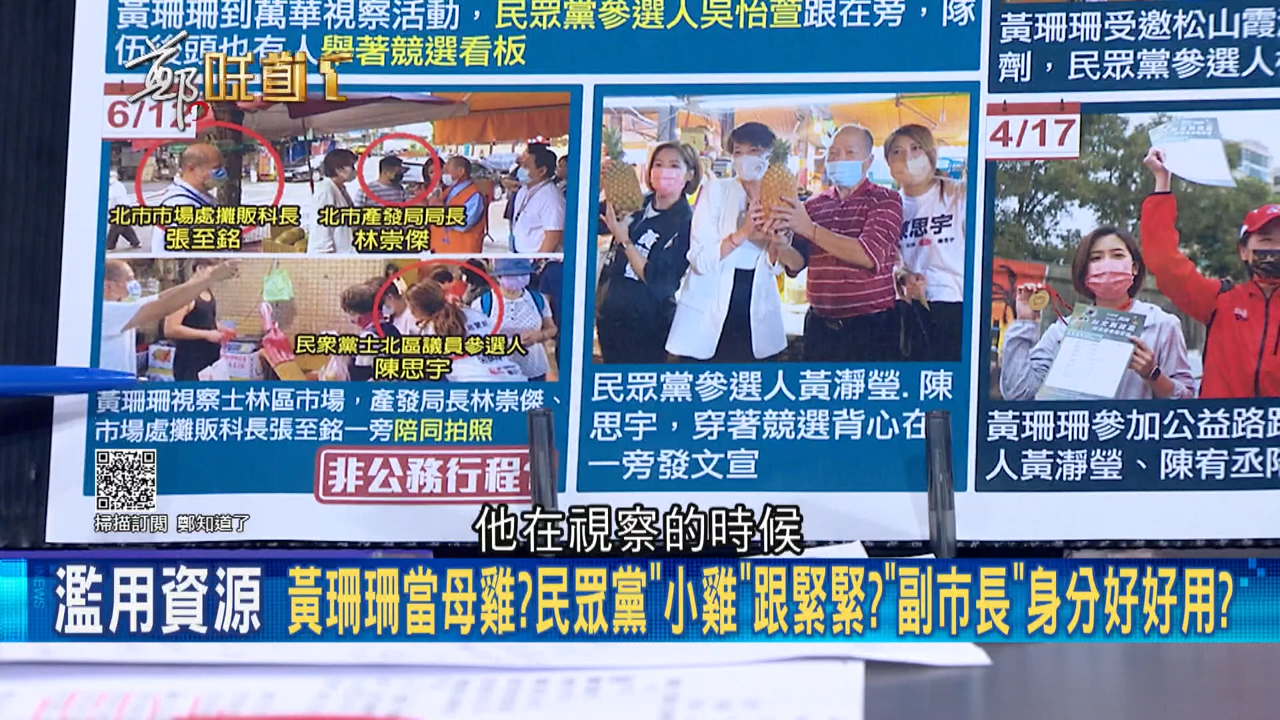 黃珊珊到萬華視察活動，民眾黨參選人吳怡萱跟在旁，隊
伍後頭也有人舉著競選看板
鄭知道了
6/12
北市市場處攤販科長
張至銘
北市產發局局長
林崇傑
民眾黨士北區議員參選人
陳思宇
黃珊珊視察士林區市場，產發局長林崇傑、
市場處攤販科長張至銘一旁陪同拍照
非公務行程
思宇
民眾黨參選人黃瀞瑩.陳
思宇，穿著競選背心在
一旁發文宣
黃珊珊受邀松山霞
劑，民眾黨參選人
4/17
黃珊珊參加公益路跑
人黃瀞瑩、陳宥丞
掃描訂閱 鄭知道了
他在視察的時候
NEWS
濫用資源 黃珊珊當母雞?民眾黨"小雞"跟緊緊?"副市長"身分好好用?